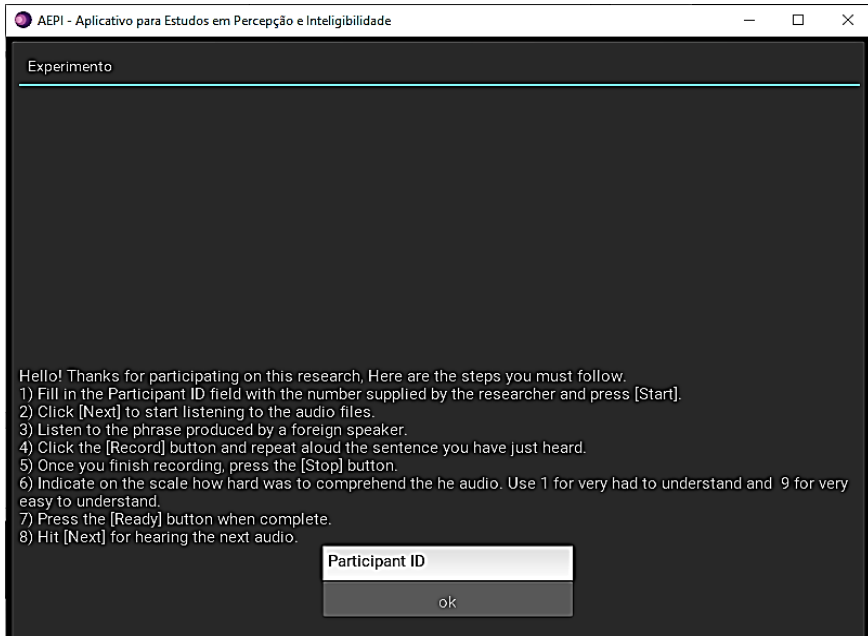 AEPI - Aplicativo para Estudos em Percepção e Inteligibilidade
Experimento
Hello! Thanks for participating on this research, Here are the steps you must follow.
1) Fill in the Participant ID field with the number supplied by the researcher and press [Start].
2) Click [Next] to start listening to the audio files.
3) Listen to the phrase produced by a foreign speaker.
4) Click the [Record] button and repeat aloud the sentence you have just heard.
5) Once you finish recording, press the [Stop] button.
6) Indicate on the scale how hard was to comprehend the he audio. Use 1 for very had to understand and 9 for very
easy to understand.
7) Press the [Ready] button when complete.
8) Hit [Next] for hearing the next audio.
Participant ID
ok